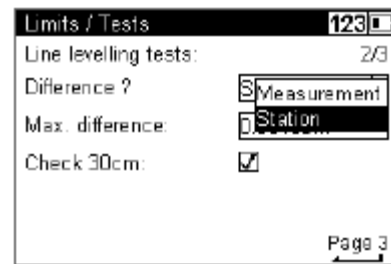 Limits / Tests 123
Line levelling tests: 2/3
Difference ? S
Measurement
Station
Max. difference:
Check 30cm:
Page 3